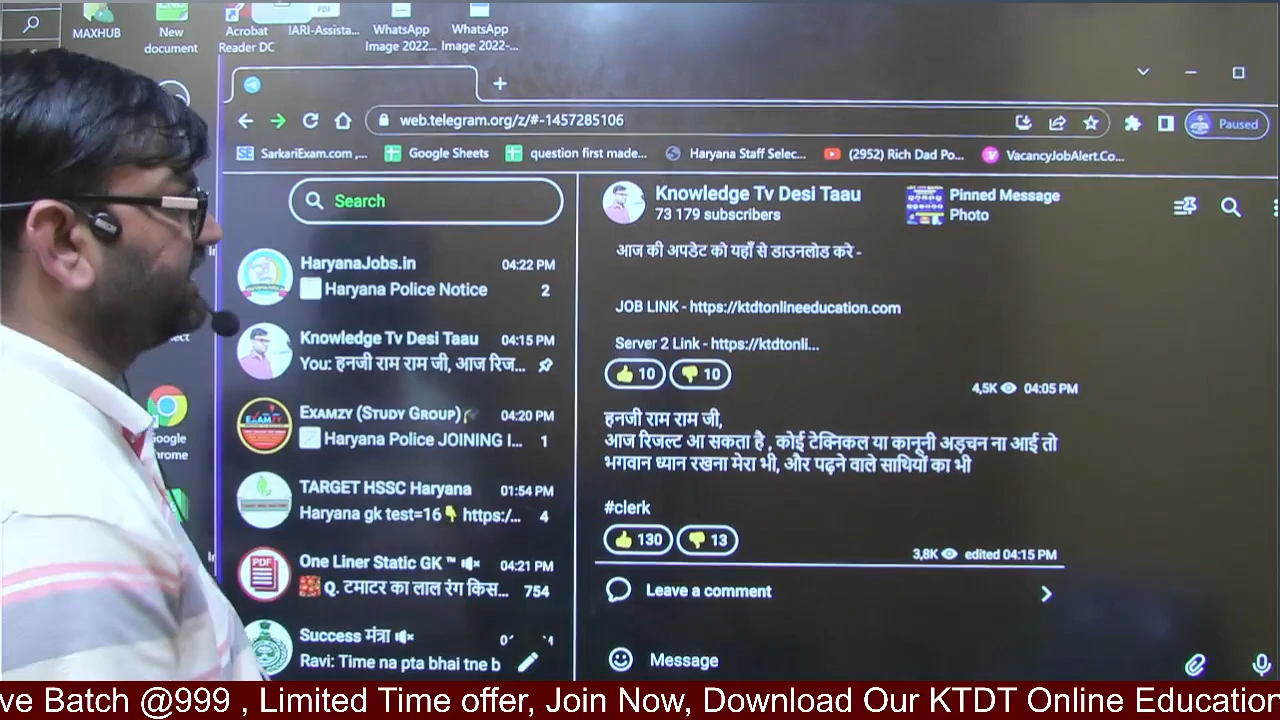 MAXHUB
New
document
Acrobat
Reader DC
PDF
IARI-Assista...
WhatsApp
Image 2022...
WhatsApp
Image 2022-...
web.telegram.org/z/#-1457285106
Paused
SE SarkariExam.com ,...
Google Sheets
question first made...
Haryana Staff Selec...
(2952) Rich Dad Po...
VacancyJobAlert.Co...
Search
HaryanaJobs.in 04:22 PM
Haryana Police Notice 2
Knowledge Tv Desi Taau 04:15 PM
You: हनजी राम राम जी, आज रिज...
EXAMZY
Examzy (Study Group) 04:20 PM
Haryana Police JOINING I... 1
TARGET HSSC Haryana 01:54 PM
Haryana gk test=16👇 https:/... 4
PDF
One Liner Static GK ™ 04:21 PM
Q. टमाटर का लाल रंग किस... 754
Success मंत्रा
Ravi: Time na pta bhai tne b
Google
Knowledge Tv Desi Taau
73 179 subscribers
Pinned Message
Photo
आज की अपडेट को यहाँ से डाउनलोड करे -
JOB LINK - https://ktdtonlineeducation.com
Server 2 Link - https://ktdtonli...
👍 10 👎 10
4,5K 04:05 PM
हनजी राम राम जी,
आज रिजल्ट आ सकता है , कोई टेक्निकल या कानूनी अड़चन ना आई तो
भगवान ध्यान रखना मेरा भी, और पढ़ने वाले साथियों का भी
#clerk
👍 130 👎 13
3,8K edited 04:15 PM
Leave a comment
Message
ve Batch @999 , Limited Time offer, Join Now, Download Our KTDT Online Education